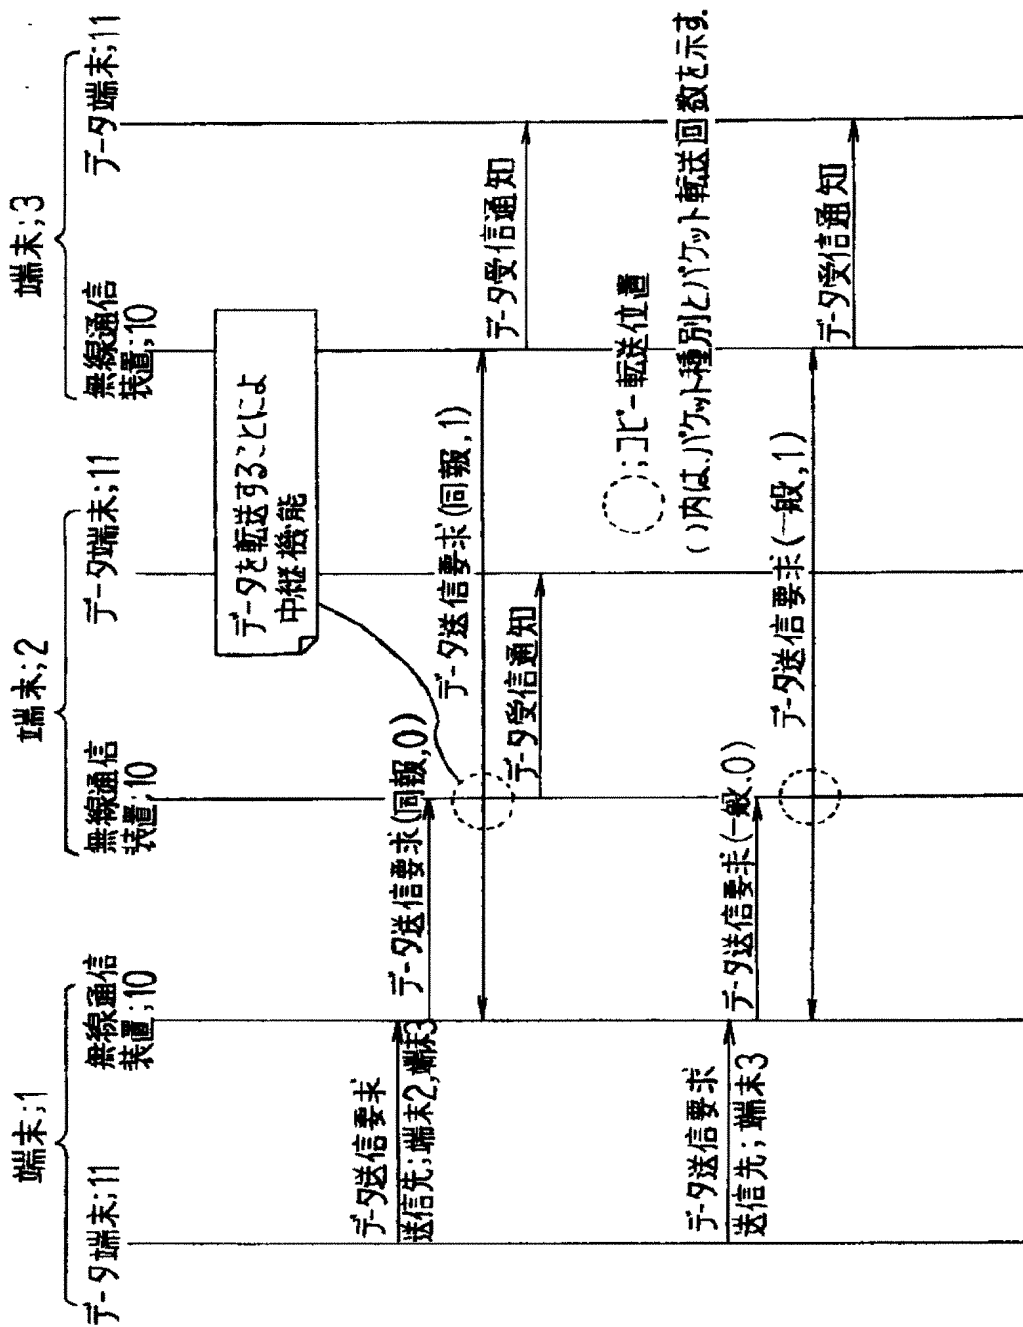 端末;1
端末;2
端末;3
データ端末;11
無線通信
装置;10
無線通信
装置;10
データ端末;11
無線通信
装置;10
データ端末;11
データを転送することによ
中継機能
データ送信要求
送信先;端末2,端末3
データ送信要求(同報,0)
データ送信要求(同報,1)
データ受信通知
データ受信通知
;コピー転送位置
( )内は、パケット種別とパケット転送回数を示す.
データ送信要求
送信先;端末3
データ送信要求(一般,0)
データ送信要求(一般,1)
データ受信通知